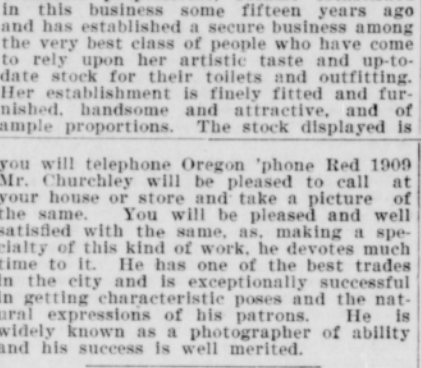 in this business some fifteen years ago
and has established a secure business among
the very best class of people who have come
to rely upon her artistic taste and up-to-
date stock for their toilets and outfitting.
Her establishment is finely fitted and fur-
nished, handsome and attractive, and of
ample proportions. The stock displayed is
you will telephone Oregon 'phone Red 1909
Mr. Churchley will be pleased to call at
your house or store and take a picture of
the same. You will be pleased and well
satisfied with the same, as, making a spe-
cialty of this kind of work, he devotes much
time to it. He has one of the best trades
in the city and is exceptionally successful
in getting characteristic poses and the nat-
ural expressions of his patrons. He is
widely known as a photographer of ability
and his success is well merited.